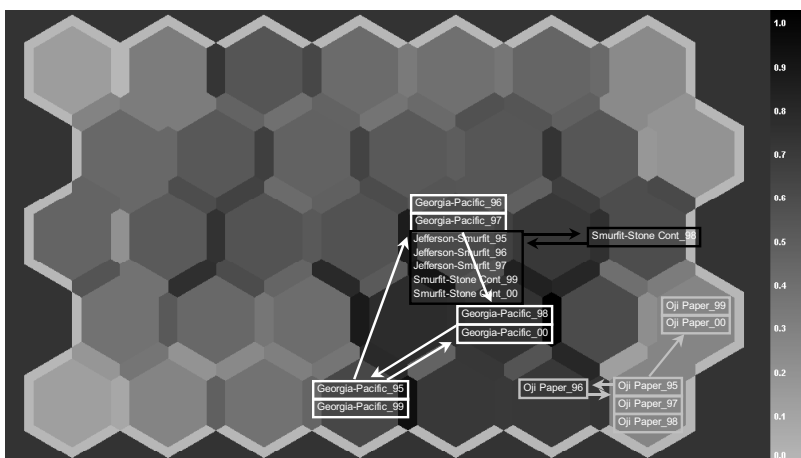 1.0
0.9
0.8
0.7
0.6
0.5
0.4
0.3
0.2
0.1
0.0
Georgia-Pacific_96
Georgia-Pacific_97
Jefferson-Smurfit_95
Jefferson-Smurfit_96
Jefferson-Smurfit_97
Smurfit-Stone Cont_99
Smurfit-Stone Cont_00
Smurfit-Stone Cont_98
Georgia-Pacific_98
Georgia-Pacific_00
Oji Paper_99
Oji Paper_00
Georgia-Pacific_95
Georgia-Pacific_99
Oji Paper_96
Oji Paper_95
Oji Paper_97
Oji Paper_98